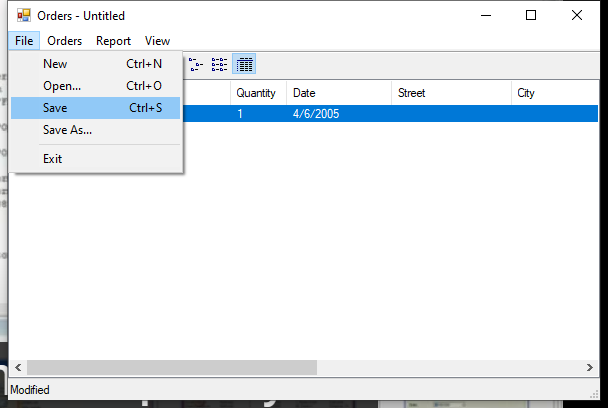 Orders - Untitled
File Orders Report View
New Ctrl+N
Open... Ctrl+O
Save Ctrl+S
Save As...
Exit
Quantity Date Street City
1 4/6/2005
Modified